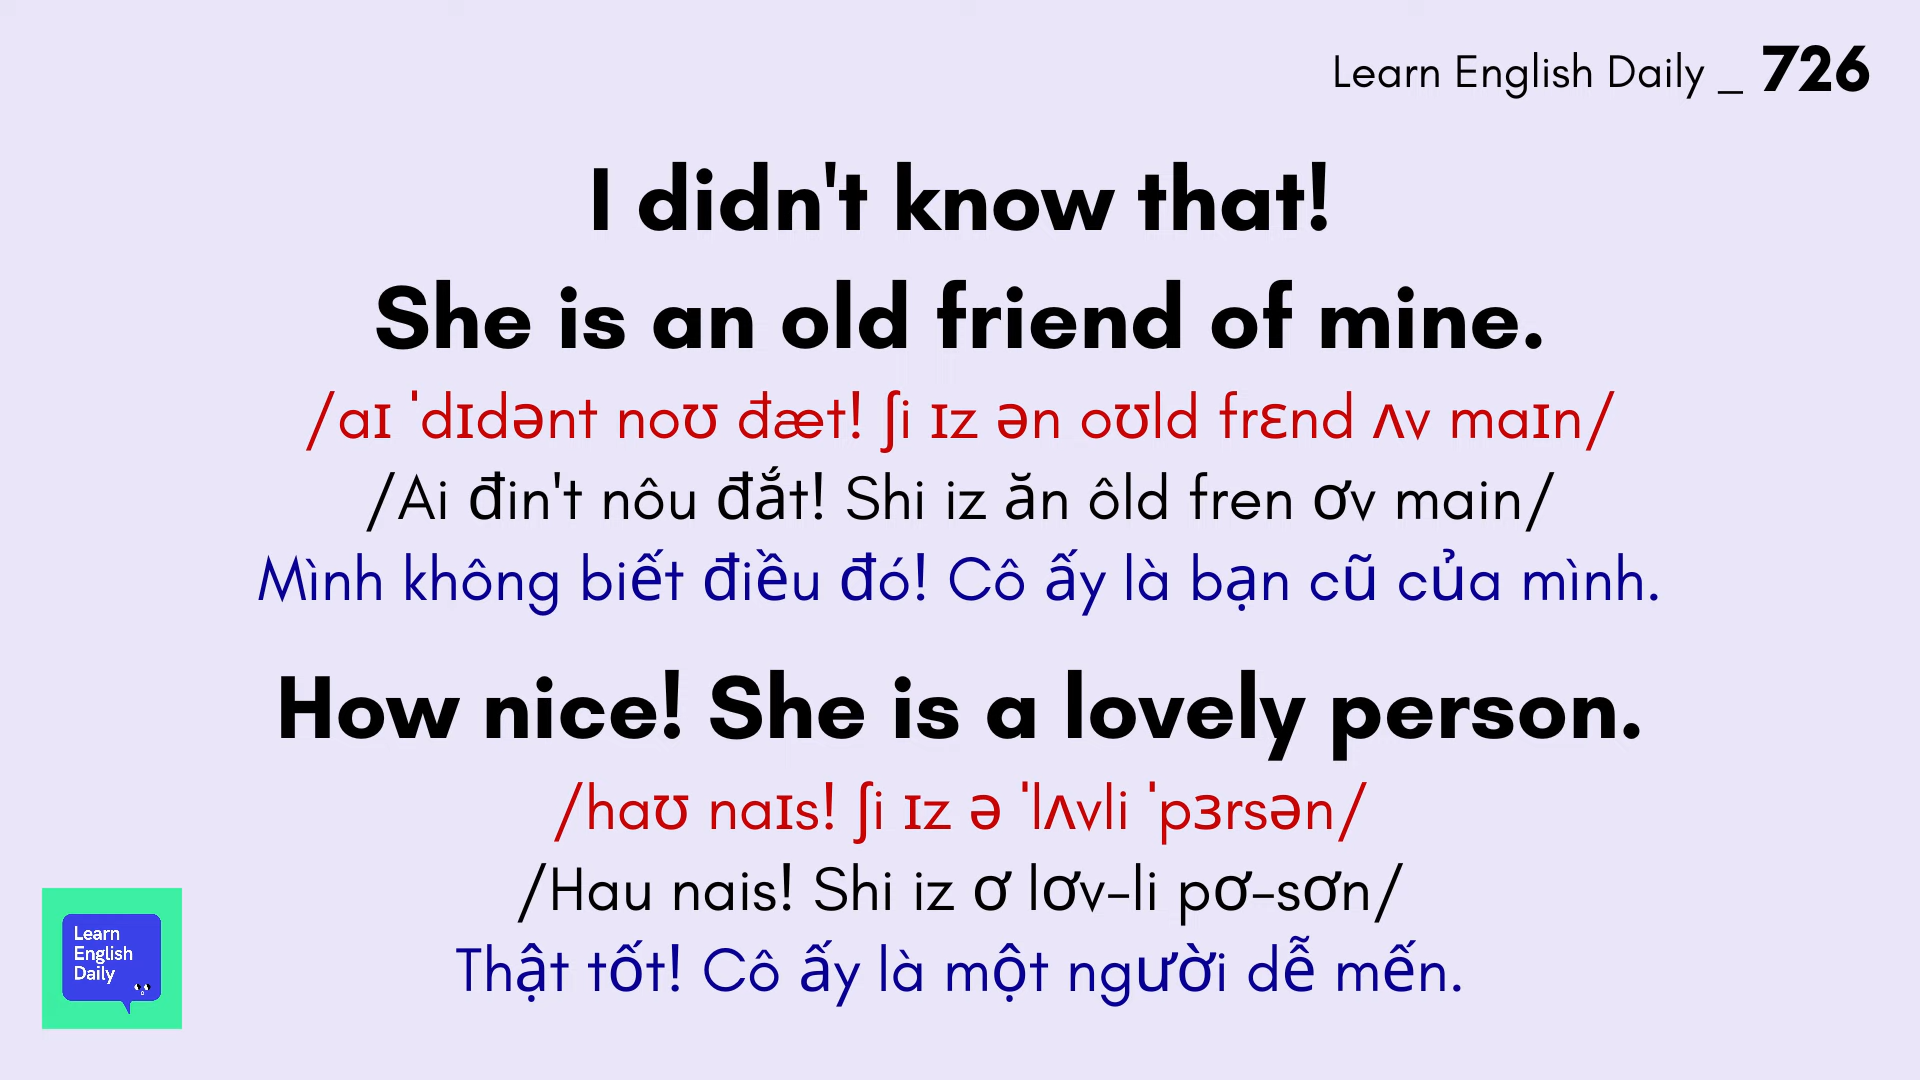 Learn English Daily _ 726
I didn't know that!
She is an old friend of mine.
/aɪ ˈdɪdənt noʊ đæt! ʃi ɪz ən oʊld frɛnd ʌv maɪn/
/Ai đin't nôu đắt! Shi iz ăn ôld fren ơv main/
Mình không biết điều đó! Cô ấy là bạn cũ của mình.
How nice! She is a lovely person.
/haʊ naɪs! ʃi ɪz ə ˈlʌvli ˈpɜrsən/
/Hau nais! Shi iz ơ lơv-li pơ-sơn/
Thật tốt! Cô ấy là một người dễ mến.
Learn
English
Daily